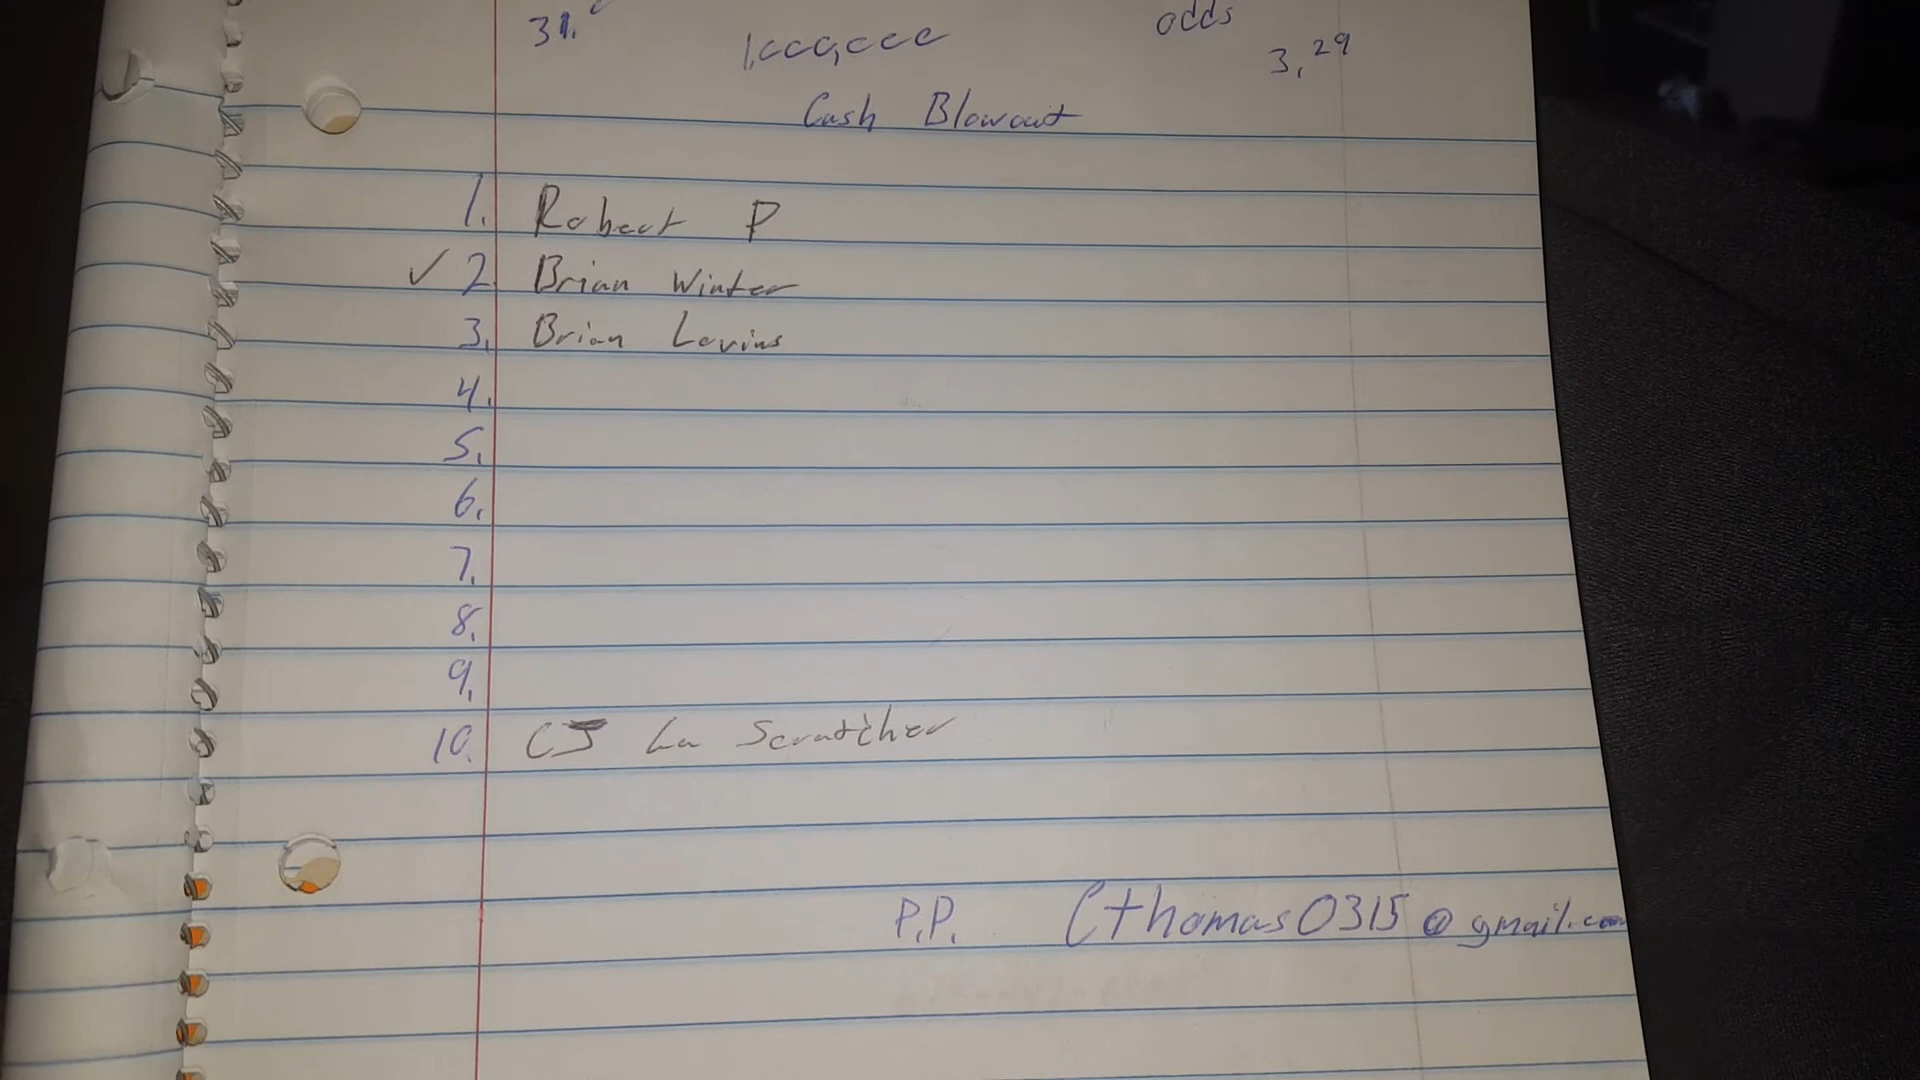 31. 1,000,000 odds 3,29
Cash Blowout
1. Robert P
✓ 2. Brian Winter
3. Brian Lovins
4.
5.
6.
7.
8.
9.
10. CJ La Scratcher
P.P. Cthomas0315@gmail.com